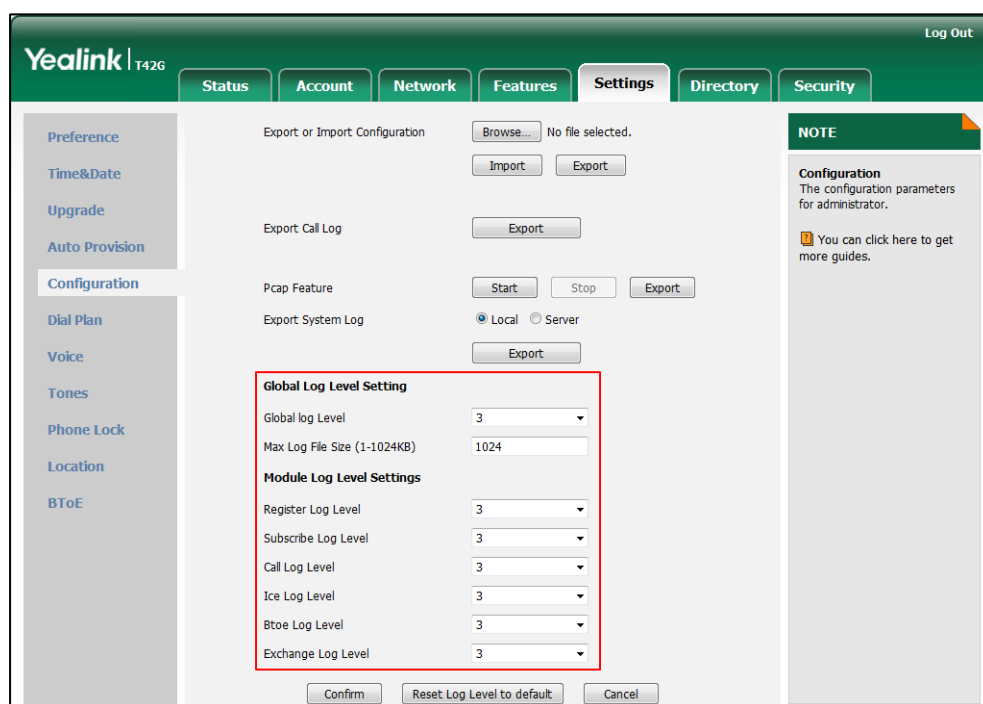 Log Out
Yealink T42G
Status Account Network Features Settings Directory Security
Preference
Time&Date
Upgrade
Auto Provision
Configuration
Dial Plan
Voice
Tones
Phone Lock
Location
BToE
Export or Import Configuration Browse... No file selected.
Import Export
Export Call Log Export
Pcap Feature Start Stop Export
Export System Log Local Server
Export
Global Log Level Setting
Global log Level 3
Max Log File Size (1-1024KB) 1024
Module Log Level Settings
Register Log Level 3
Subscribe Log Level 3
Call Log Level 3
Ice Log Level 3
Btoe Log Level 3
Exchange Log Level 3
Confirm Reset Log Level to default Cancel
NOTE
Configuration
The configuration parameters
for administrator.
You can click here to get
more guides.